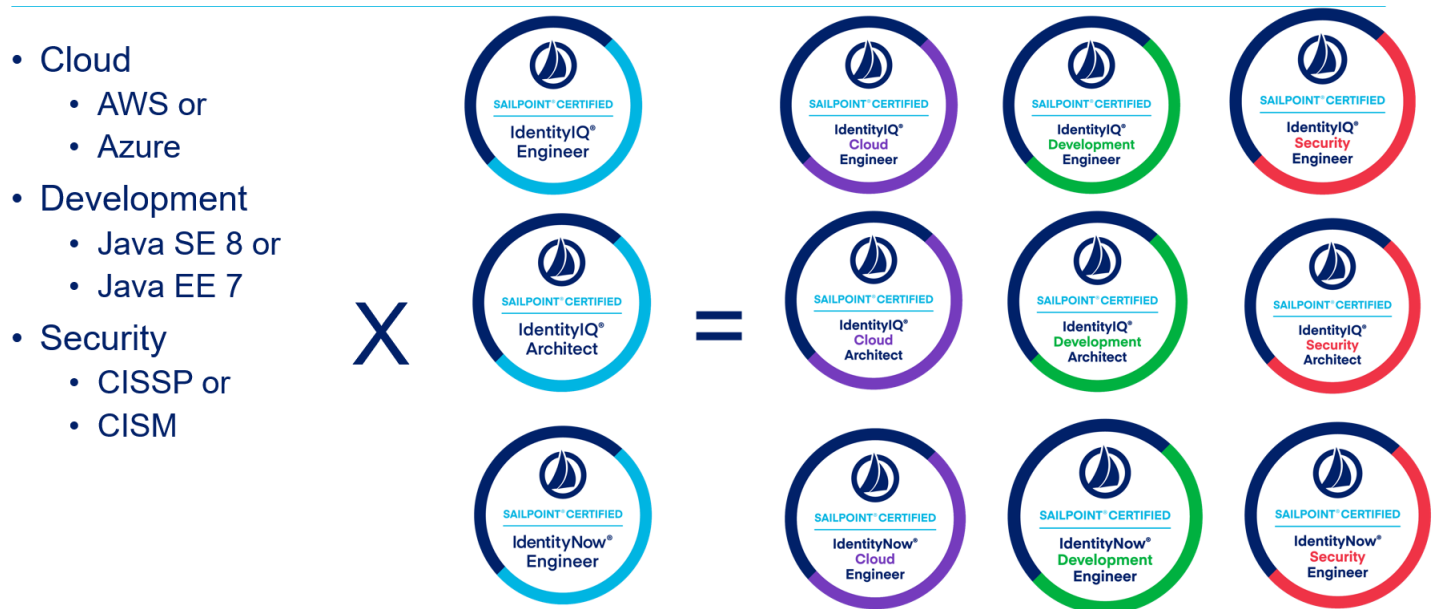 • Cloud
• AWS or
• Azure
• Development
• Java SE 8 or
• Java EE 7
• Security
• CISSP or
• CISM
X
SAILPOINT® CERTIFIED
IdentityIQ®
Engineer
SAILPOINT® CERTIFIED
IdentityIQ®
Architect
SAILPOINT® CERTIFIED
IdentityNow®
Engineer
=
SAILPOINT® CERTIFIED
IdentityIQ®
Cloud
Engineer
SAILPOINT® CERTIFIED
IdentityIQ®
Development
Engineer
SAILPOINT® CERTIFIED
IdentityIQ®
Security
Engineer
SAILPOINT® CERTIFIED
IdentityIQ®
Cloud
Architect
SAILPOINT® CERTIFIED
IdentityIQ®
Development
Architect
SAILPOINT® CERTIFIED
IdentityIQ®
Security
Architect
SAILPOINT® CERTIFIED
IdentityNow®
Cloud
Engineer
SAILPOINT® CERTIFIED
IdentityNow®
Development
Engineer
SAILPOINT® CERTIFIED
IdentityNow®
Security
Engineer